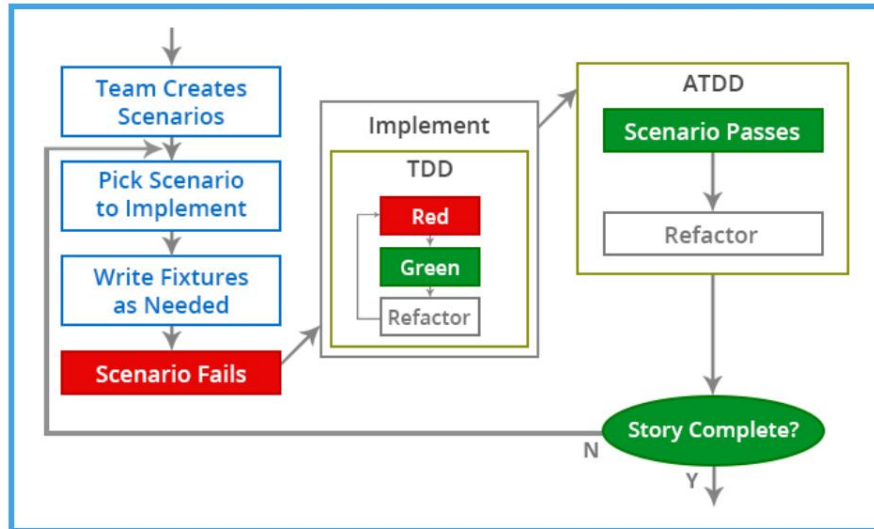 Team Creates
Scenarios
Pick Scenario
to Implement
Write Fixtures
as Needed
Scenario Fails
Implement
TDD
Red
Green
Refactor
ATDD
Scenario Passes
Refactor
Story Complete?
N
Y